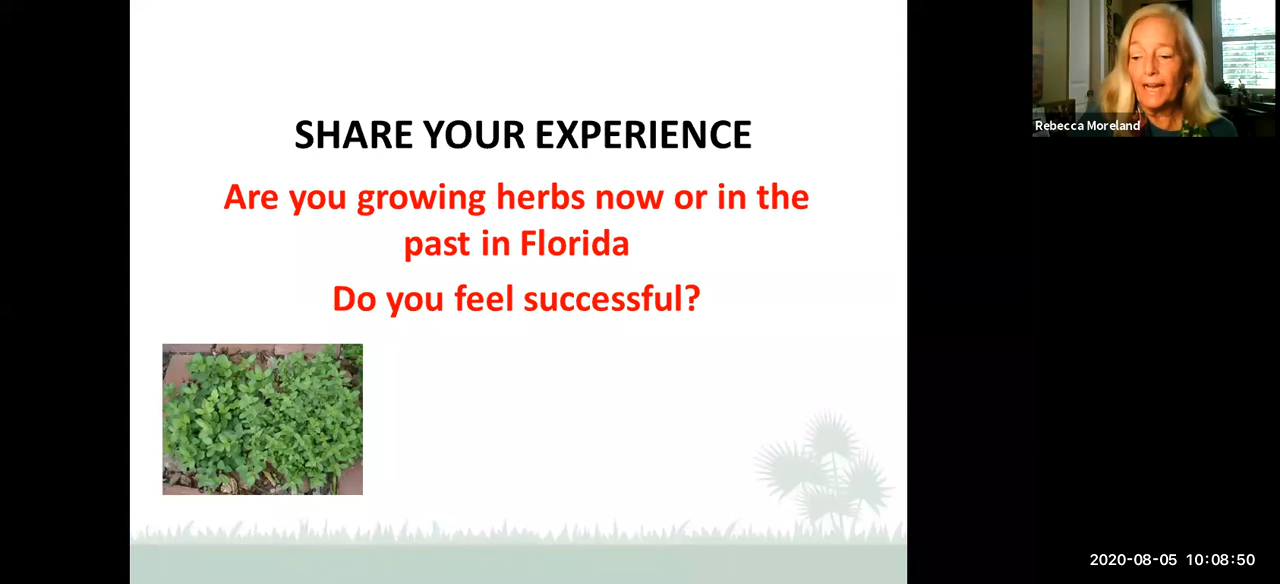 SHARE YOUR EXPERIENCE
Are you growing herbs now or in the
past in Florida
Do you feel successful?
Rebecca Moreland
2020-08-05 10:08:50